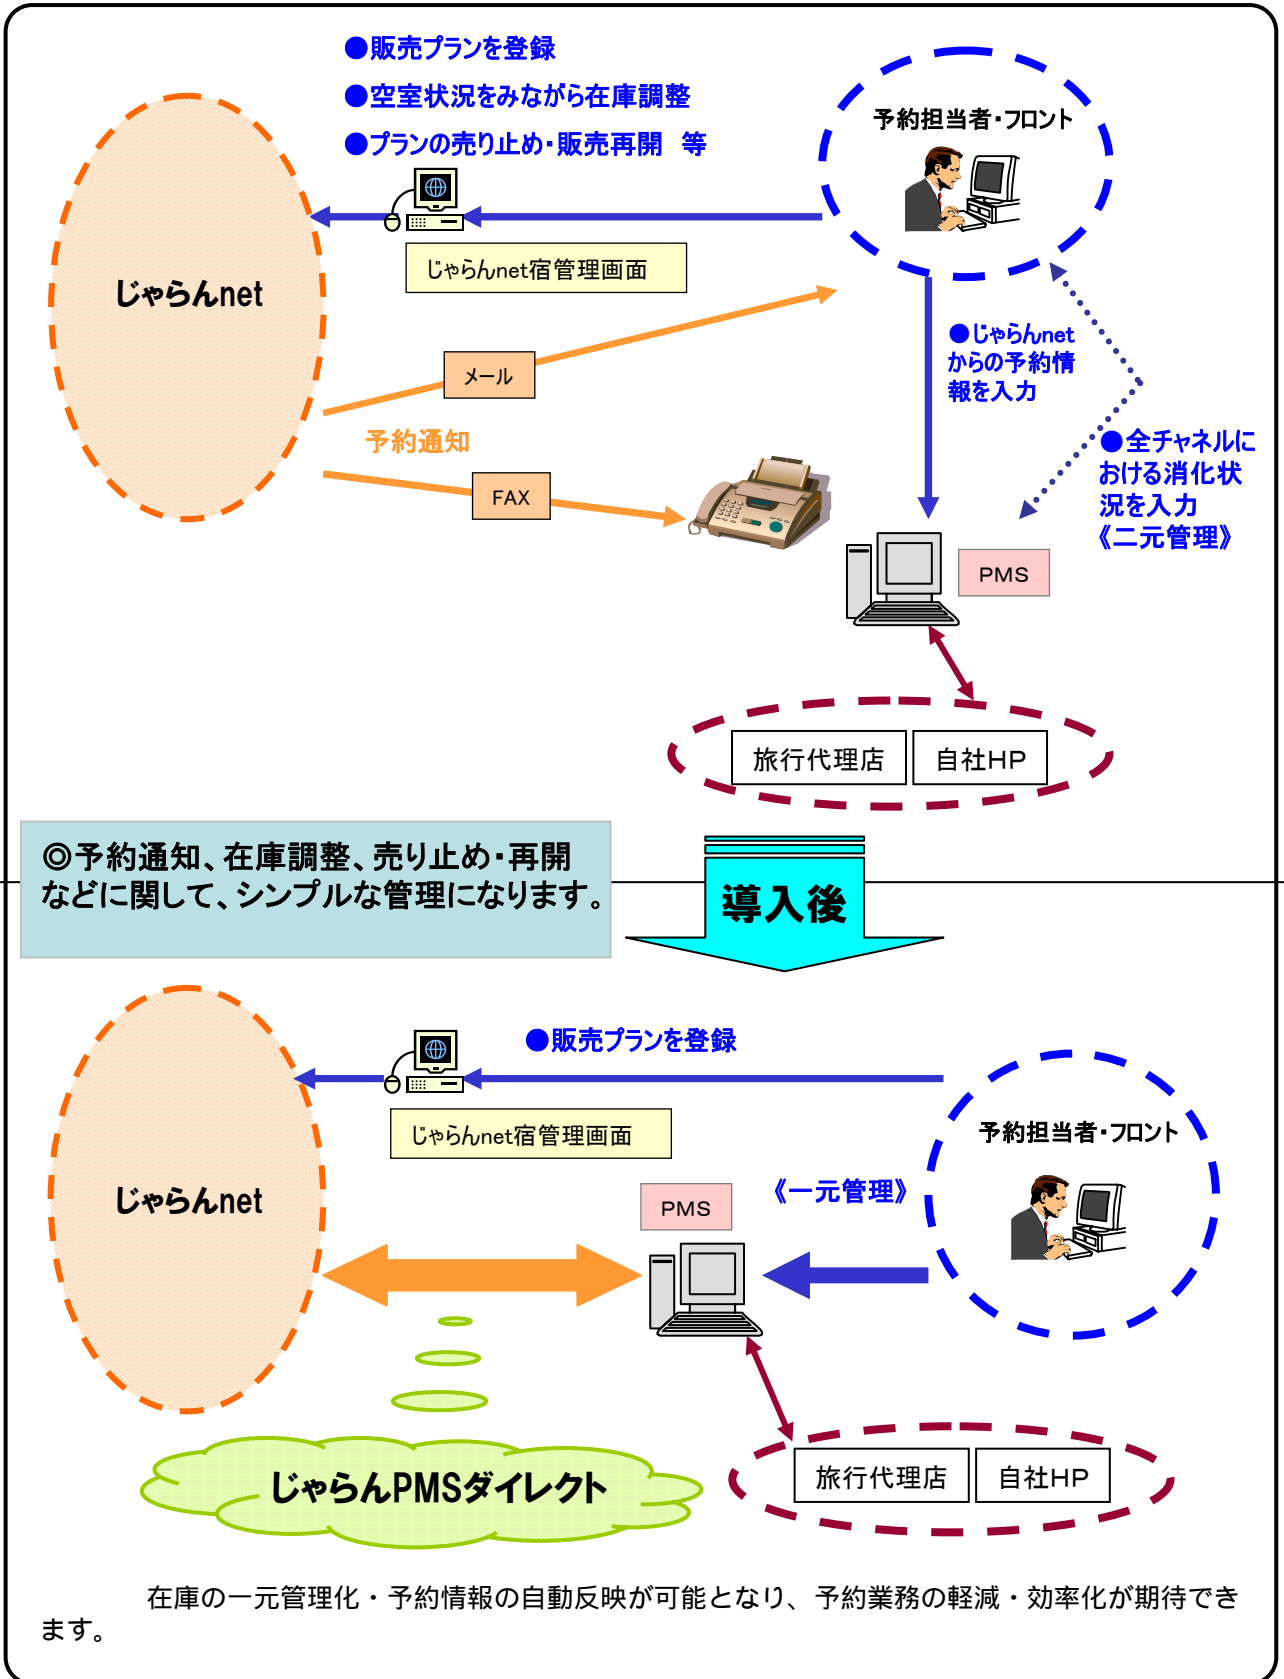 ●販売プランを登録
●空室状況をみながら在庫調整
●プランの売り止め・販売再開　等
予約担当者・フロント
じゃらんnet宿管理画面
じゃらんnet
●じゃらんnet
からの予約情
報を入力
メール
予約通知
FAX
●全チャネルに
おける消化状
況を入力
《二元管理》
PMS
旅行代理店
自社HP
◎予約通知、在庫調整、売り止め・再開
などに関して、シンプルな管理になります。
導入後
●販売プランを登録
じゃらんnet宿管理画面
予約担当者・フロント
じゃらんnet
PMS
《一元管理》
じゃらんPMSダイレクト
旅行代理店
自社HP
在庫の一元管理化・予約情報の自動反映が可能となり、予約業務の軽減・効率化が期待でき
ます。